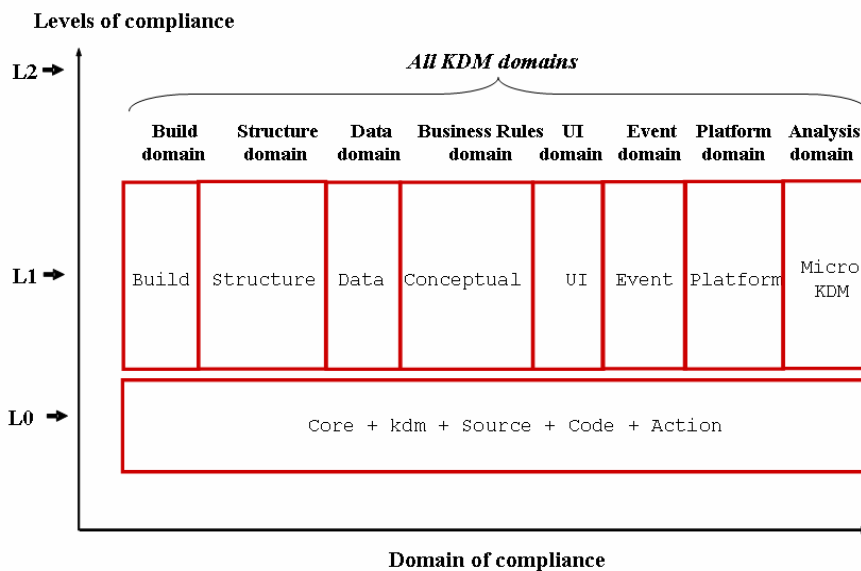 Levels of compliance
L2
All KDM domains
Build domain
Structure domain
Data domain
Business Rules domain
UI domain
Event domain
Platform domain
Analysis domain
L1
Build
Structure
Data
Conceptual
UI
Event
Platform
Micro
KDM
L0
Core + kdm + Source + Code + Action
Domain of compliance